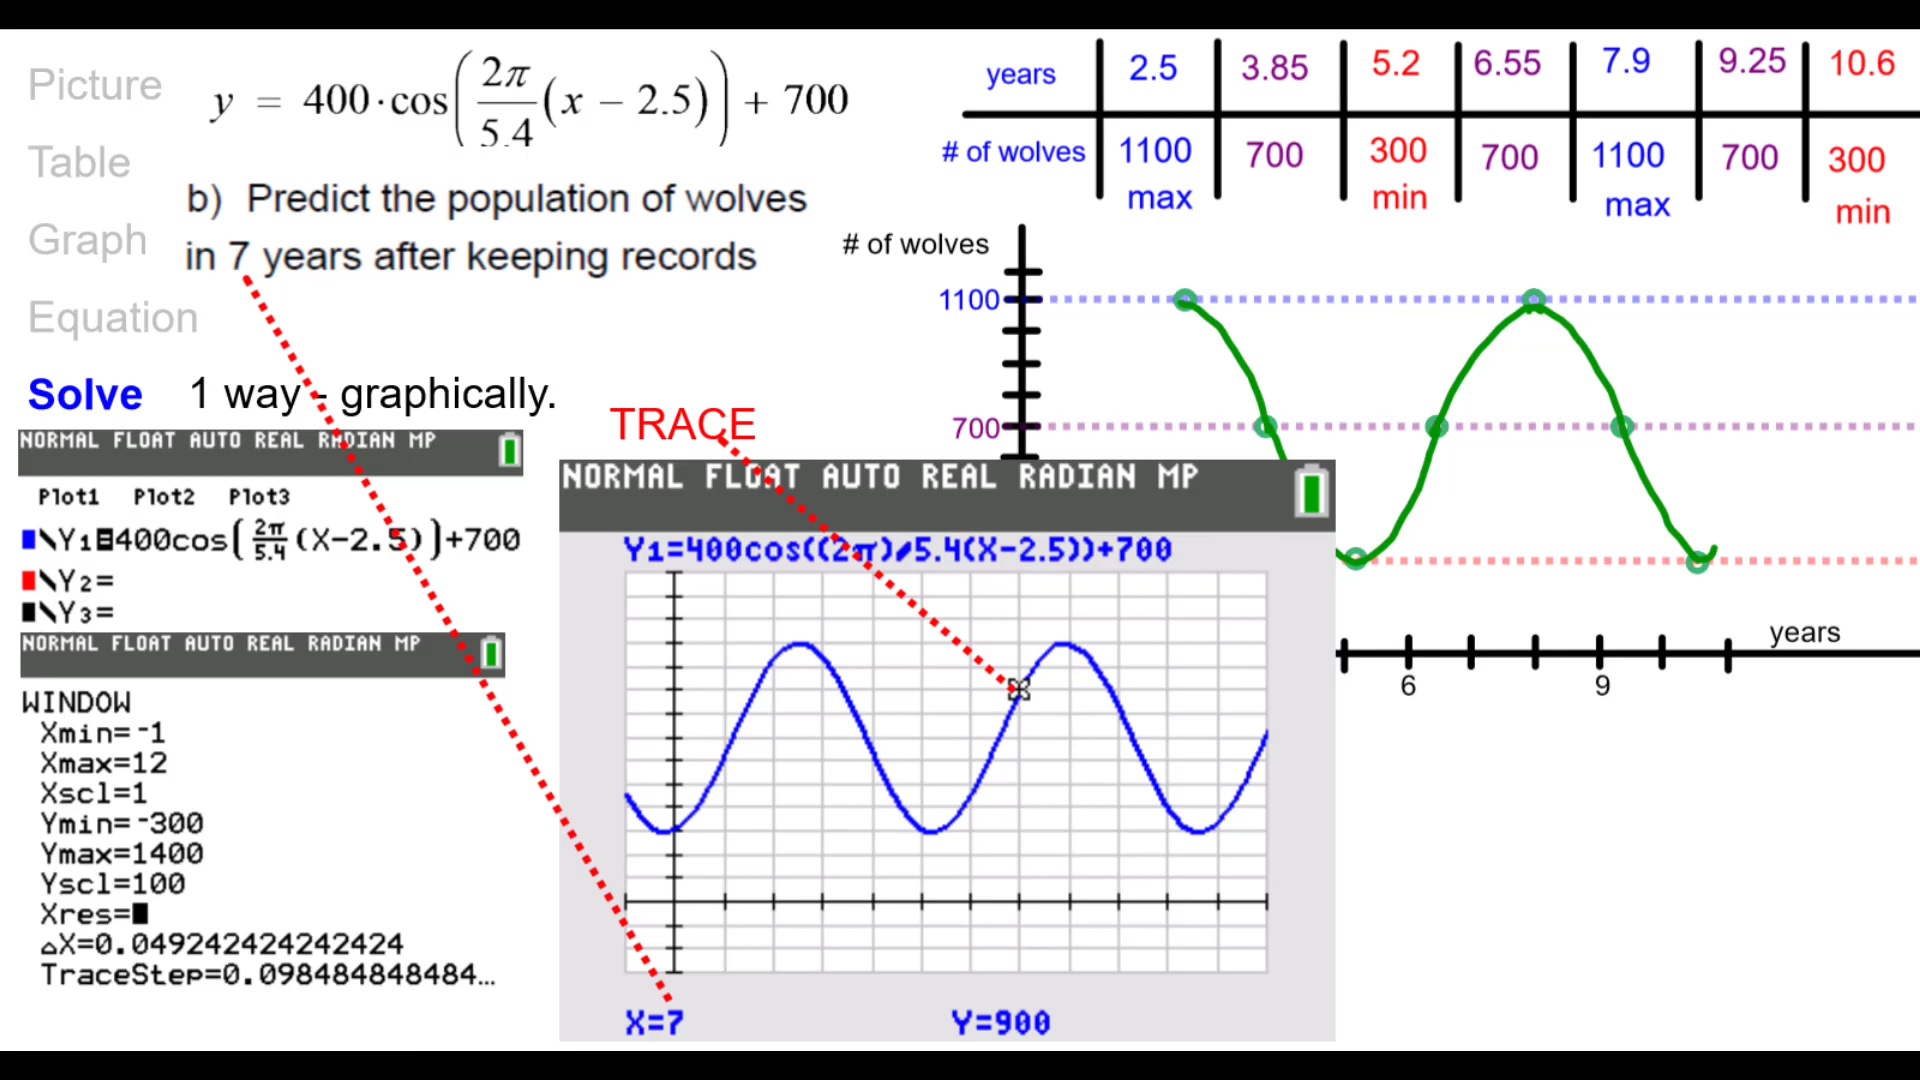 Picture
Table
Graph
Equation
Solve
y = 400·cos(2π/5.4(x − 2.5)) + 700
b) Predict the population of wolves
in 7 years after keeping records
1 way - graphically.
TRACE
years 2.5 3.85 5.2 6.55 7.9 9.25 10.6
# of wolves 1100 700 300 700 1100 700 300
max min max min
# of wolves
1100
700
years
6 9
NORMAL FLOAT AUTO REAL RADIAN MP
Plot1 Plot2 Plot3
\Y1=400cos(2π/5.4(X-2.5))+700
\Y2=
\Y3=
NORMAL FLOAT AUTO REAL RADIAN MP
WINDOW
Xmin=-1
Xmax=12
Xscl=1
Ymin=-300
Ymax=1400
Yscl=100
Xres=
△X=0.049242424242424
TraceStep=0.098484848484…
NORMAL FLOAT AUTO REAL RADIAN MP
Y1=400cos((2π)/5.4(X-2.5))+700
X=7 Y=900